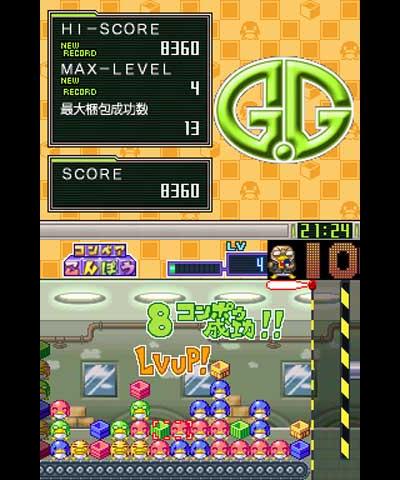 HI-SCORE
NEW RECORD
8360
MAX-LEVEL
NEW RECORD
4
最大梱包成功数
13
G.G
SCORE
8360
21:24
コンベア
こんぽう
LV
4
10
8 コンポウ成功!!
LVUP!